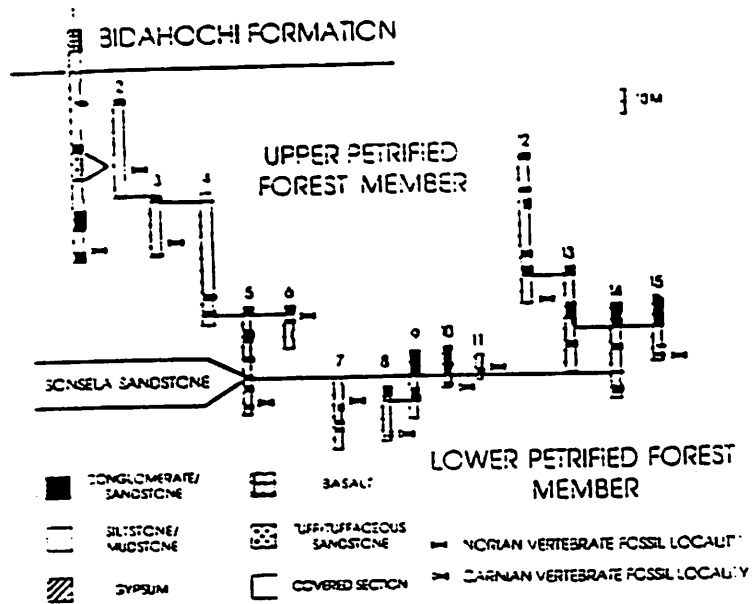 BIDAHOCHI FORMATION
2
10 M
UPPER PETRIFIED
FOREST MEMBER
12
3
4
13
5
6
14
15
9
10
11
7
8
SONSELA SANDSTONE
LOWER PETRIFIED FOREST
MEMBER
CONGLOMERATE/
SANDSTONE
BASALT
SILTSTONE/
MUDSTONE
TUFF/TUFFACEOUS
SANDSTONE
NORIAN VERTEBRATE FOSSIL LOCALITY
GYPSUM
COVERED SECTION
CARNIAN VERTEBRATE FOSSIL LOCALITY